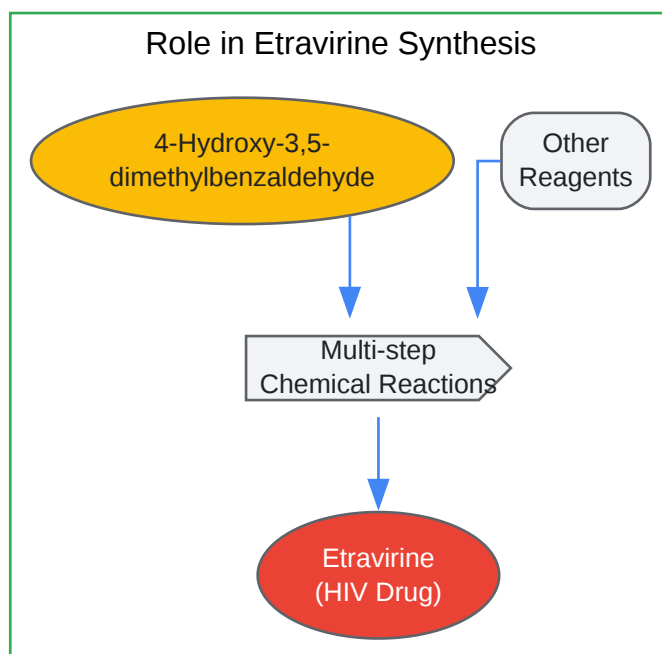 Role in Etravirine Synthesis
4-Hydroxy-3,5-
dimethylbenzaldehyde
Other
Reagents
Multi-step
Chemical Reactions
Etravirine
(HIV Drug)